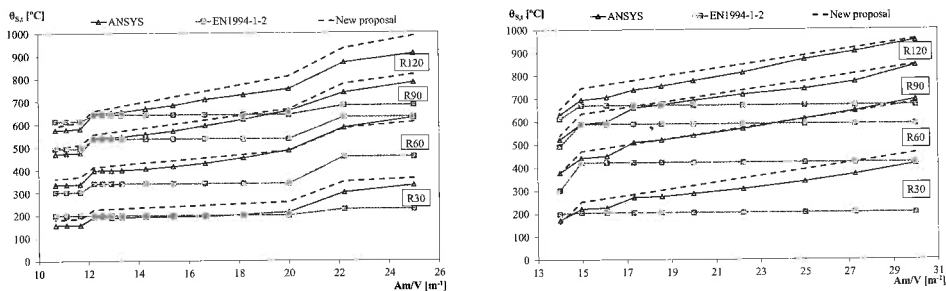 θS,t [°C]
ANSYS EN1994-1-2 New proposal
1000
900
800
700
600
500
400
300
200
100
0
R120
R90
R60
R30
10 12 14 16 18 20 22 24 26
Am/V [m-1]
θS,t [°C]
ANSYS EN1994-1-2 New proposal
1000
900
800
700
600
500
400
300
200
100
0
R120
R90
R60
R30
13 15 17 19 21 23 25 27 29 31
Am/V [m-1]